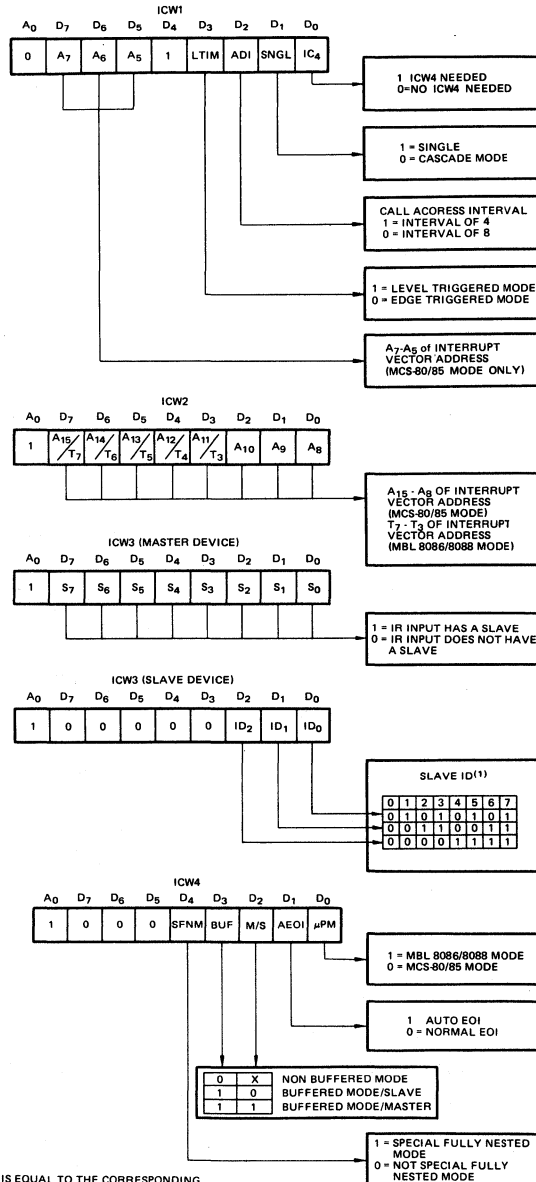 ICW1
A0 D7 D6 D5 D4 D3 D2 D1 D0
0 A7 A6 A5 1 LTIM ADI SNGL IC4
1 ICW4 NEEDED
0=NO ICW4 NEEDED
1 = SINGLE
0 = CASCADE MODE
CALL ACORESS INTERVAL
1 = INTERVAL OF 4
0 = INTERVAL OF 8
1 = LEVEL TRIGGERED MODE
0 = EDGE TRIGGERED MODE
A7-A5 of INTERRUPT
VECTOR ADDRESS
(MCS-80/85 MODE ONLY)
ICW2
A0 D7 D6 D5 D4 D3 D2 D1 D0
1 A15/T7 A14/T6 A13/T5 A12/T4 A11/T3 A10 A9 A8
A15 - A8 OF INTERRUPT
VECTOR ADDRESS
(MCS-80/85 MODE)
T7 - T3 OF INTERRUPT
VECTOR ADDRESS
(MBL 8086/8088 MODE)
ICW3 (MASTER DEVICE)
A0 D7 D6 D5 D4 D3 D2 D1 D0
1 S7 S6 S5 S4 S3 S2 S1 S0
1 = IR INPUT HAS A SLAVE
0 = IR INPUT DOES NOT HAVE
A SLAVE
ICW3 (SLAVE DEVICE)
A0 D7 D6 D5 D4 D3 D2 D1 D0
1 0 0 0 0 0 ID2 ID1 ID0
SLAVE ID(1)
0 1 2 3 4 5 6 7
0 1 0 1 0 1 0 1
0 0 1 1 0 0 1 1
0 0 0 0 1 1 1 1
ICW4
A0 D7 D6 D5 D4 D3 D2 D1 D0
1 0 0 0 SFNM BUF M/S AEOI μPM
1 = MBL 8086/8088 MODE
0 = MCS-80/85 MODE
1 AUTO EOI
0 = NORMAL EOI
0 X NON BUFFERED MODE
1 0 BUFFERED MODE/SLAVE
1 1 BUFFERED MODE/MASTER
1 = SPECIAL FULLY NESTED
MODE
0 = NOT SPECIAL FULLY
NESTED MODE
IS EQUAL TO THE CORRESPONDING